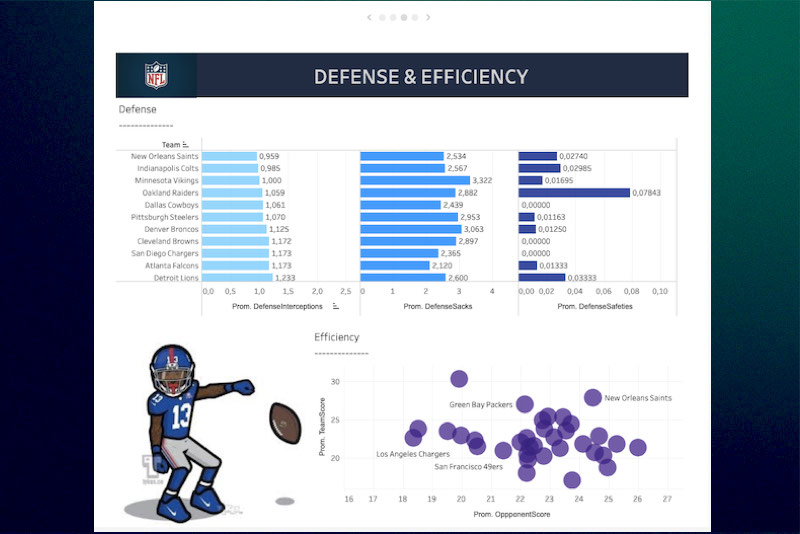 NFL
DEFENSE & EFFICIENCY
Defense
--------------
Team
New Orleans Saints 0,959 2,534 0,02740
Indianapolis Colts 0,985 2,567 0,02985
Minnesota Vikings 1,000 3,322 0,01695
Oakland Raiders 1,059 2,882 0,07843
Dallas Cowboys 1,061 2,439 0,00000
Pittsburgh Steelers 1,070 2,953 0,01163
Denver Broncos 1,125 3,063 0,01250
Cleveland Browns 1,172 2,897 0,00000
San Diego Chargers 1,173 2,365 0,00000
Atlanta Falcons 1,173 2,120 0,01333
Detroit Lions 1,233 2,600 0,03333
0,0 0,5 1,0 1,5 2,0 2,5 0 1 2 3 4 0,00 0,02 0,04 0,06 0,08 0,10
Prom. DefenseInterceptions Prom. DefenseSacks Prom. DefenseSafeties
Efficiency
--------------
13
13
Prom. TeamScore
30
25
20
Green Bay Packers
New Orleans Saints
Los Angeles Chargers
San Francisco 49ers
16 17 18 19 20 21 22 23 24 25 26 27
Prom. OppponentScore